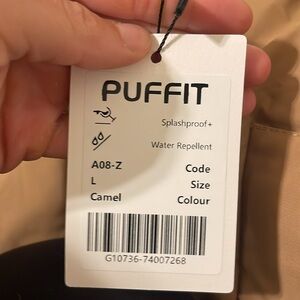 PUFFIT
Splashproof+
Water Repellent
A08-Z Code
L Size
Camel Colour
G10736-74007268